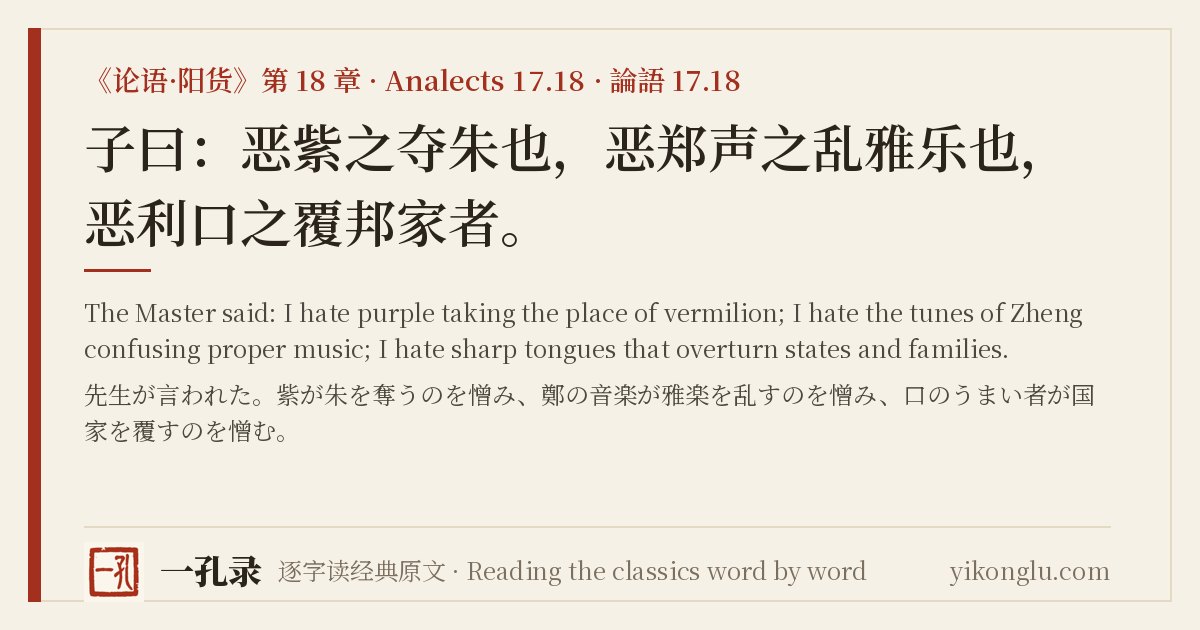 《论语·阳货》第 18 章 · Analects 17.18 · 論語 17.18
子曰：恶紫之夺朱也，恶郑声之乱雅乐也，
恶利口之覆邦家者。
The Master said: I hate purple taking the place of vermilion; I hate the tunes of Zheng
confusing proper music; I hate sharp tongues that overturn states and families.
先生が言われた。紫が朱を奪うのを憎み、鄭の音楽が雅楽を乱すのを憎み、口のうまい者が国
家を覆すのを憎む。
一孔
一孔录 逐字读经典原文 · Reading the classics word by word yikonglu.com